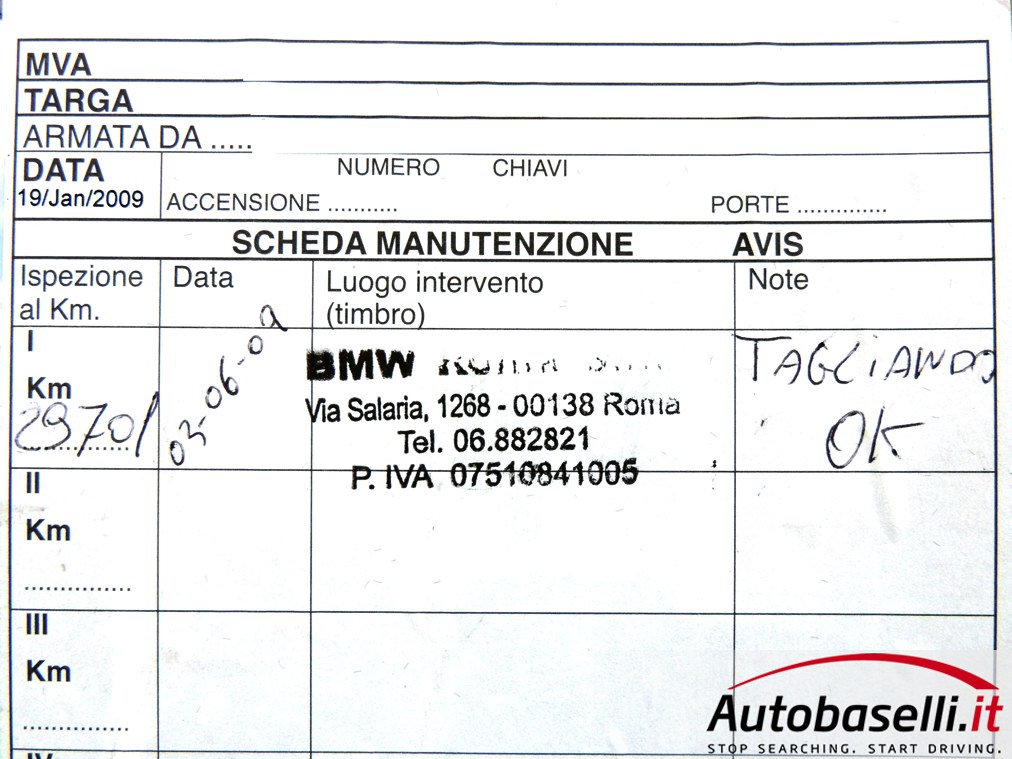 MVA
TARGA
ARMATA DA .....
DATA NUMERO CHIAVI
19/Jan/2009 ACCENSIONE ........... PORTE ..............
SCHEDA MANUTENZIONE AVIS
Ispezione Data Luogo intervento Note
al Km. (timbro)
I
BMW TAGLIANDO
Km 03-06-09
29701 Via Salaria, 1268 - 00138 Roma OK
Tel. 06.882821
P. IVA 07510841005
II
Km
...............
III
Km
...............
Autobaselli.it
STOP SEARCHING. START DRIVING.